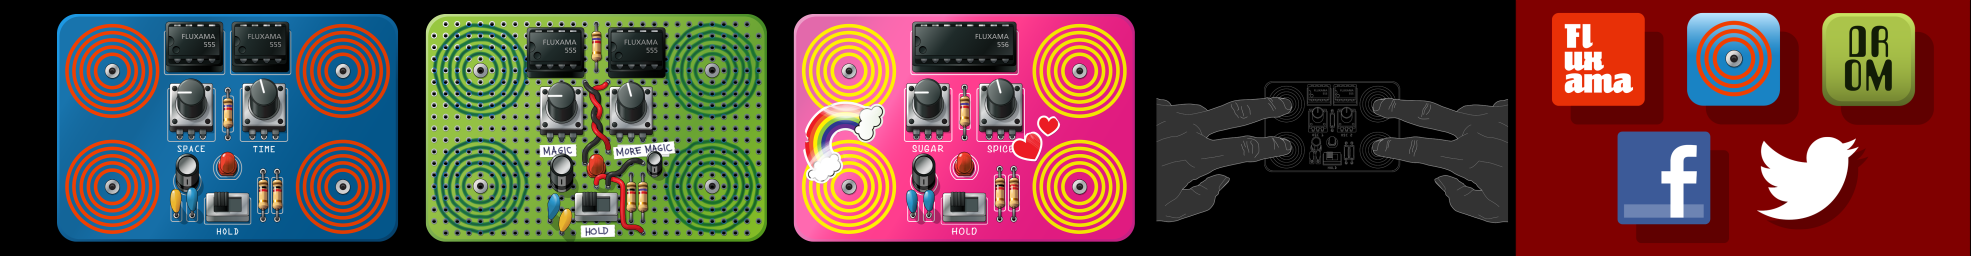 FLUXAMA
555
FLUXAMA
555
SPACE
TIME
HOLD
FLUXAMA
555
FLUXAMA
555
MAGIC
MORE MAGIC
HOLD
FLUXAMA
556
SUGAR
SPICE
HOLD
Fl
ux
ama
DR
OM
f